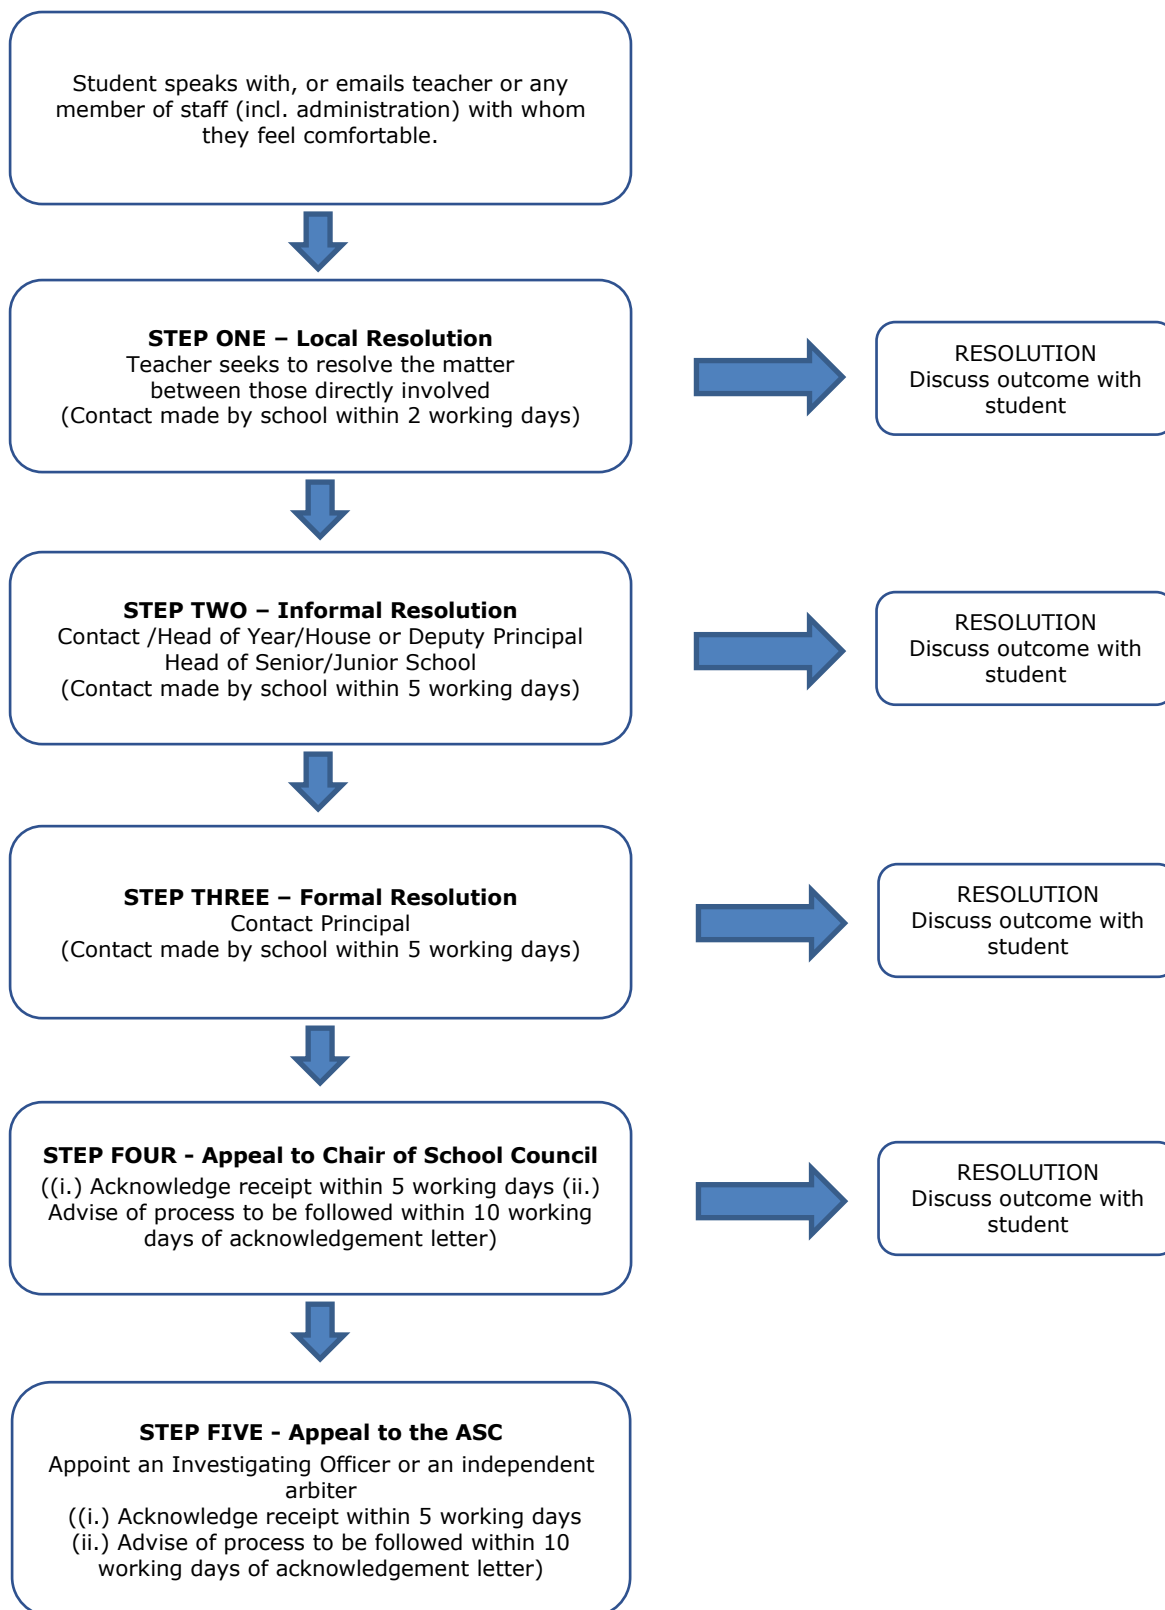 Student speaks with, or emails teacher or any
member of staff (incl. administration) with whom
they feel comfortable.
STEP ONE – Local Resolution
Teacher seeks to resolve the matter
between those directly involved
(Contact made by school within 2 working days)
RESOLUTION
Discuss outcome with
student
STEP TWO – Informal Resolution
Contact /Head of Year/House or Deputy Principal
Head of Senior/Junior School
(Contact made by school within 5 working days)
RESOLUTION
Discuss outcome with
student
STEP THREE – Formal Resolution
Contact Principal
(Contact made by school within 5 working days)
RESOLUTION
Discuss outcome with
student
STEP FOUR - Appeal to Chair of School Council
((i.) Acknowledge receipt within 5 working days (ii.)
Advise of process to be followed within 10 working
days of acknowledgement letter)
RESOLUTION
Discuss outcome with
student
STEP FIVE - Appeal to the ASC
Appoint an Investigating Officer or an independent
arbiter
((i.) Acknowledge receipt within 5 working days
(ii.) Advise of process to be followed within 10
working days of acknowledgement letter)